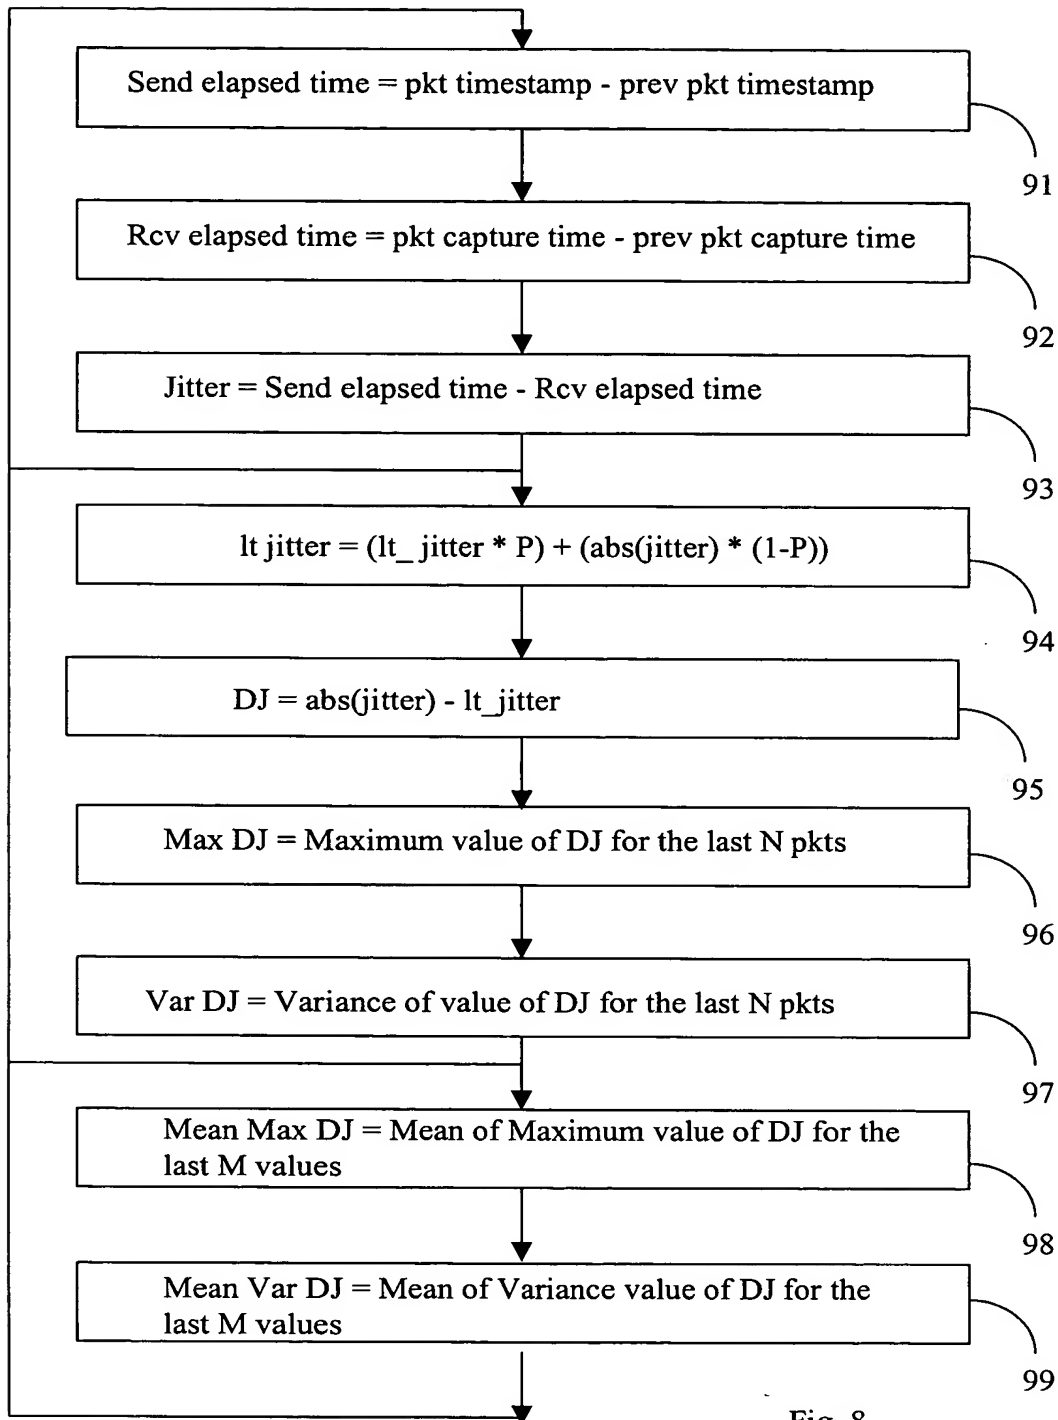 Send elapsed time = pkt timestamp - prev pkt timestamp
91
Rcv elapsed time = pkt capture time - prev pkt capture time
92
Jitter = Send elapsed time - Rcv elapsed time
93
lt jitter = (lt_ jitter * P) + (abs(jitter) * (1-P))
94
DJ = abs(jitter) - lt_jitter
95
Max DJ = Maximum value of DJ for the last N pkts
96
Var DJ = Variance of value of DJ for the last N pkts
97
Mean Max DJ = Mean of Maximum value of DJ for the
last M values
98
Mean Var DJ = Mean of Variance value of DJ for the
last M values
99
Fig. 8